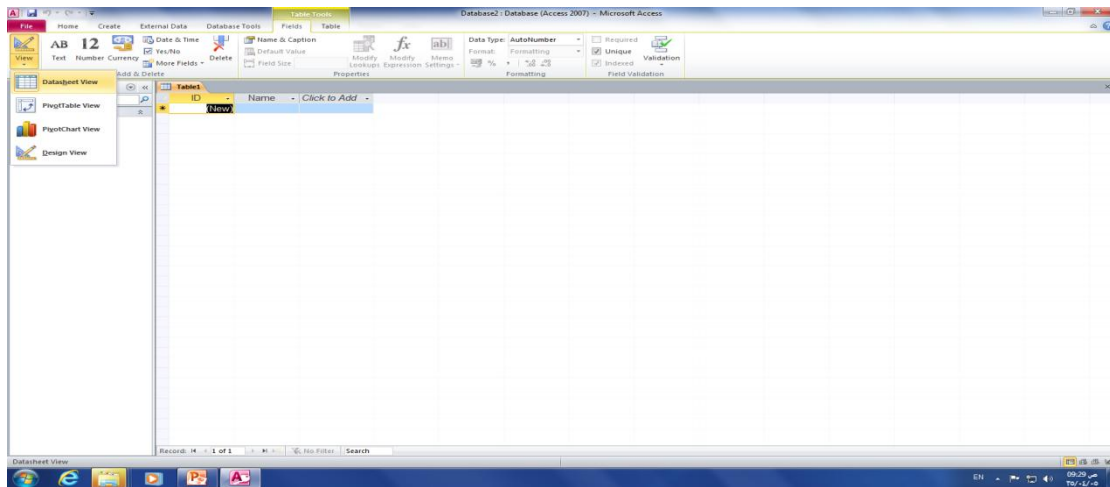 Table Tools Database2 : Database (Access 2007) - Microsoft Access
File Home Create External Data Database Tools Fields Table
View
AB Text
12 Number
Currency
Date & Time
Yes/No
More Fields
Delete
Add & Delete
Name & Caption
Default Value
Field Size
Modify Lookups
fx Modify Expression
ab Memo Settings
Properties
Data Type: AutoNumber
Format: Formatting
%
Formatting
Required
Unique
Indexed
Validation
Field Validation
Datasheet View
PivotTable View
PivotChart View
Design View
Table1
ID Name Click to Add
(New)
Record: 1 of 1 No Filter Search
Datasheet View
EN 09:29 ص